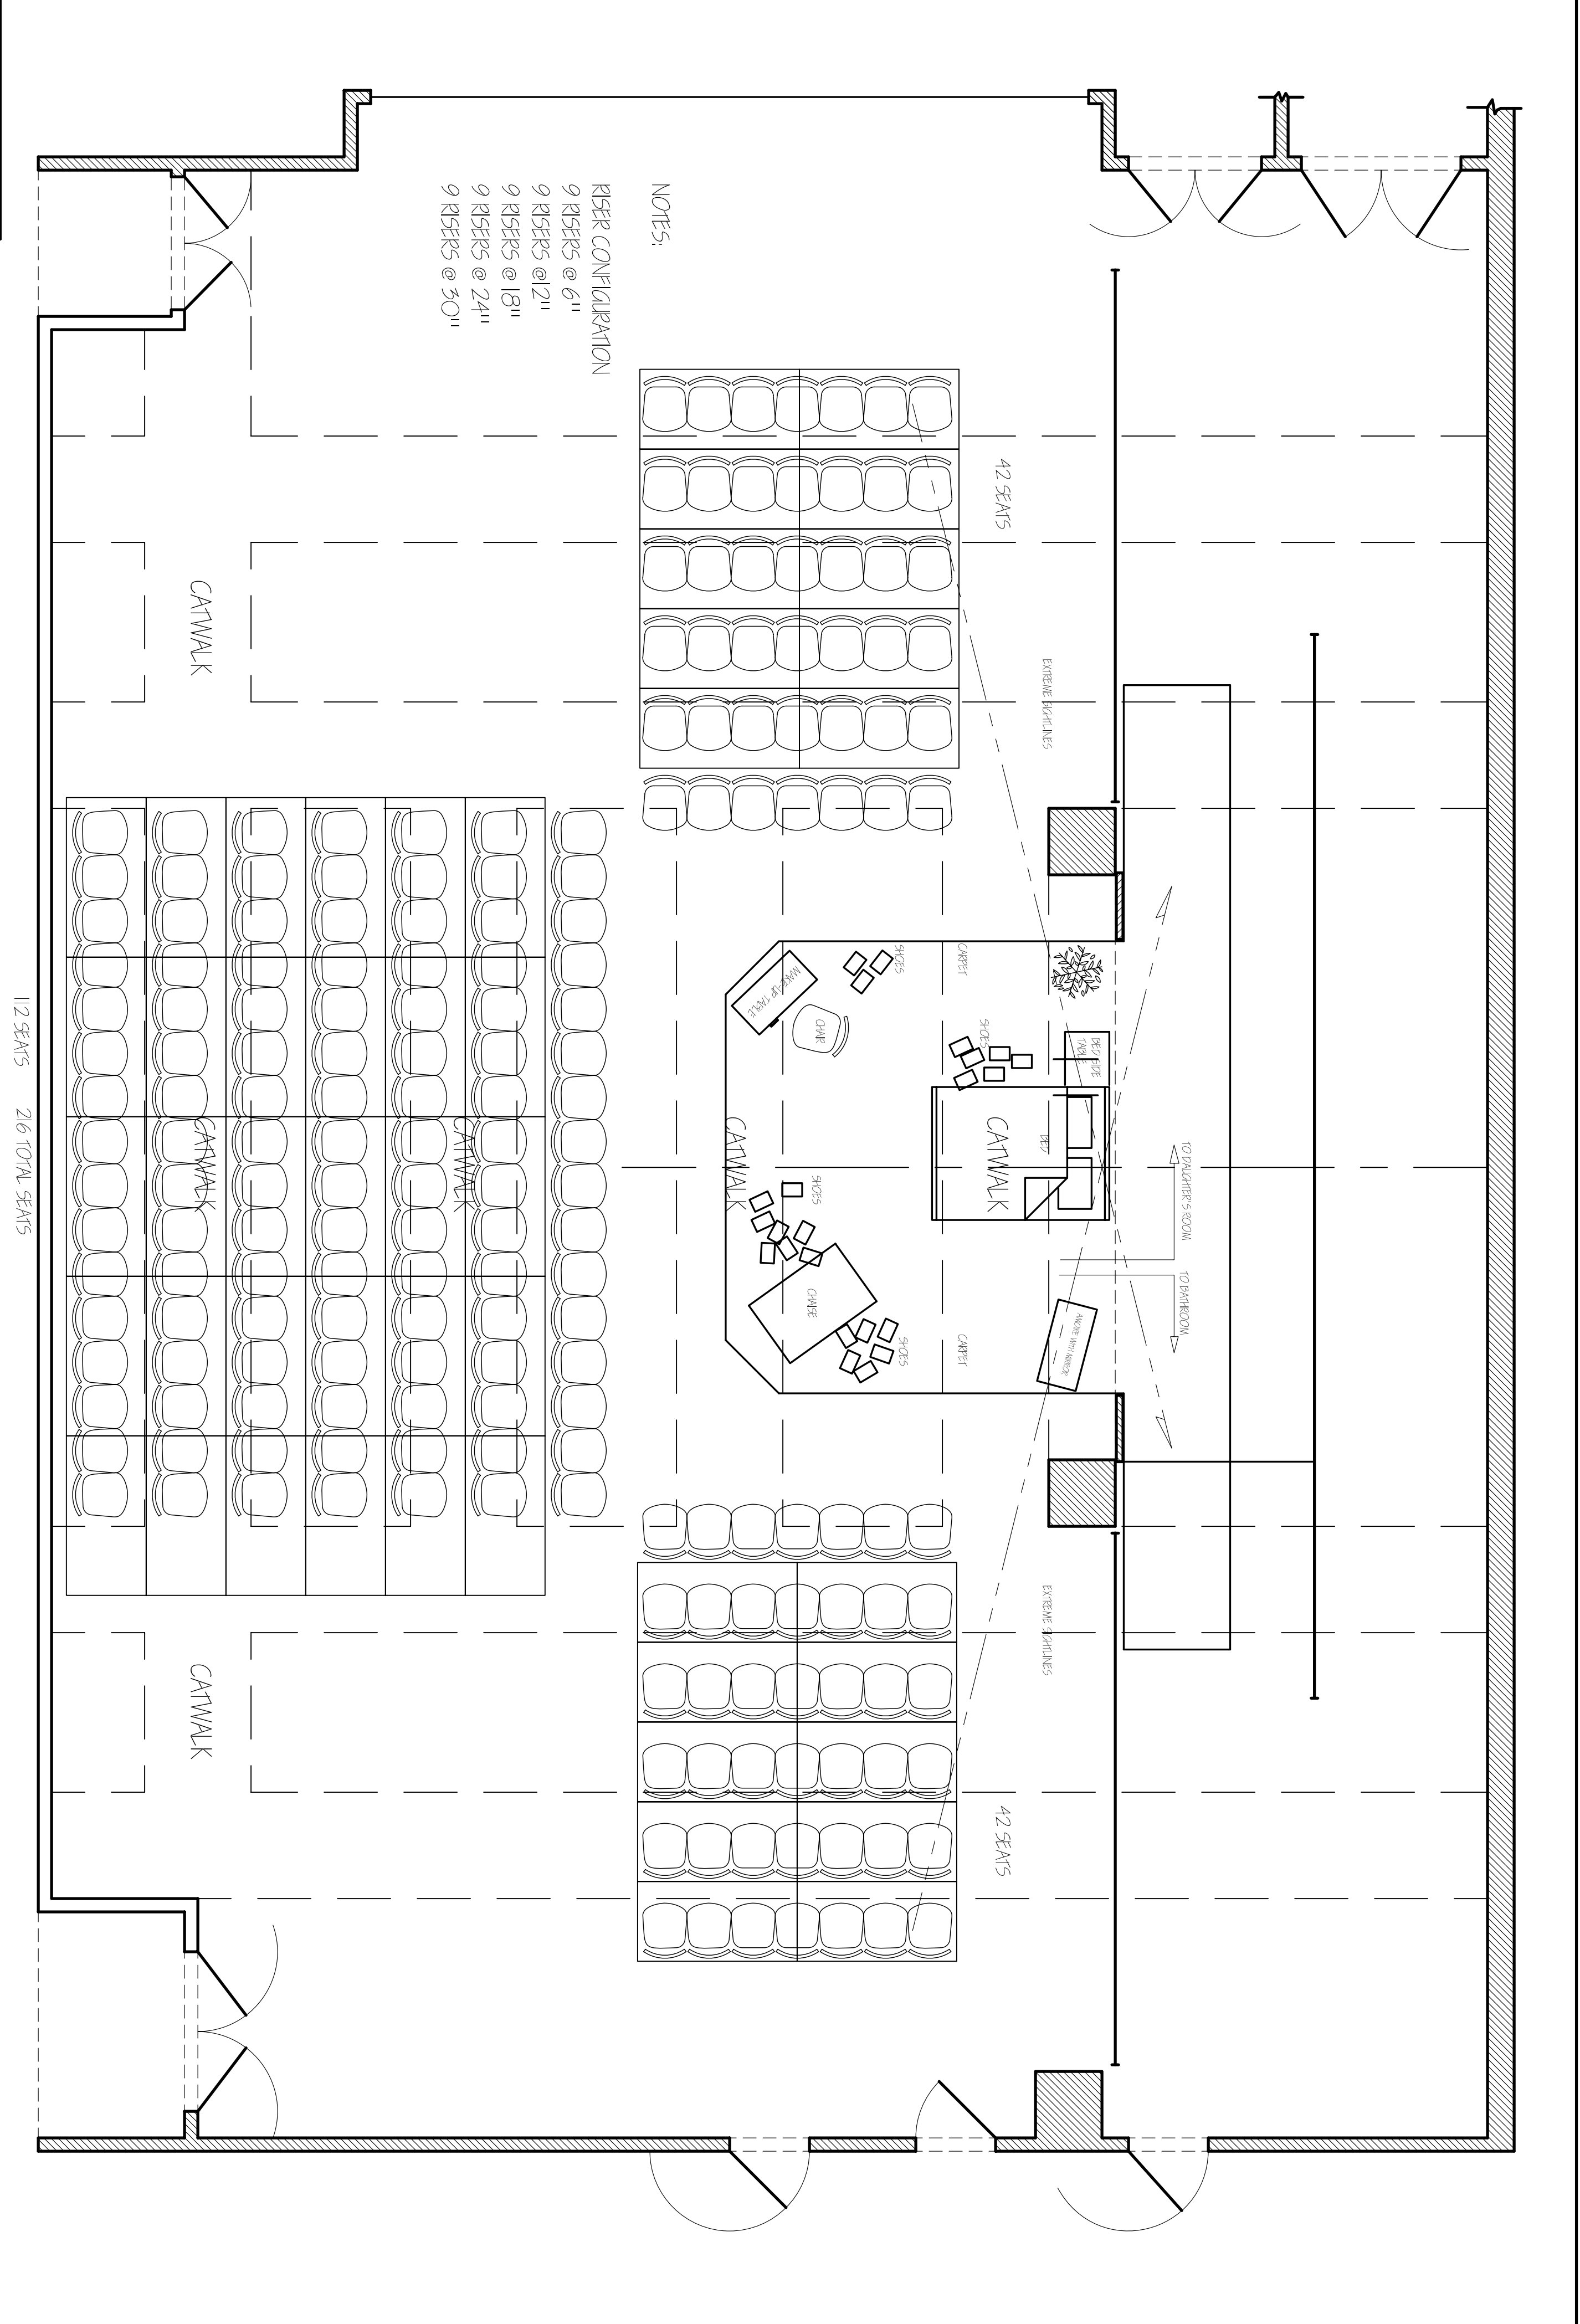 NOTES:
RISER CONFIGURATION
9 RISERS @ 6"
9 RISERS @12"
9 RISERS @ 18"
9 RISERS @ 24"
9 RISERS @ 30"
42 SEATS
EXTREME SIGHTLINES
CATWALK
SHOES
CARPET
MAKE-UP TABLE
CHAIR
SHOES
BED SIDE
TABLE
BED
CATWALK
CATWALK
CATWALK
CATWALK
TO DAUGHTER'S ROOM
TO BATHROOM
SHOES
CHAISE
SHOES
CARPET
WITH MIRROR
EXTREME SIGHTLINES
42 SEATS
CATWALK
112 SEATS
216 TOTAL SEATS